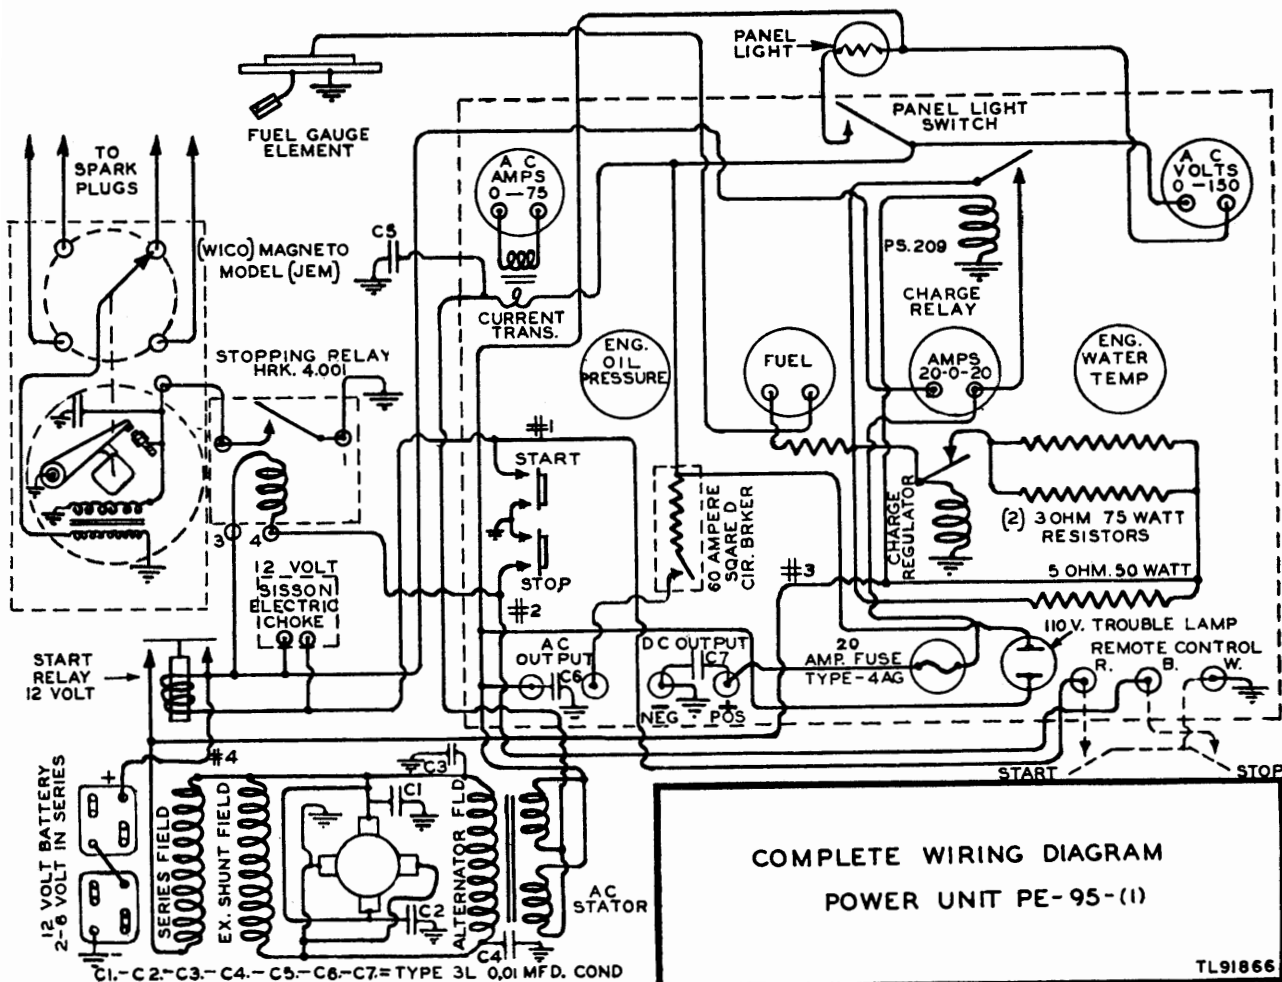 PANEL
LIGHT
FUEL GAUGE
ELEMENT
PANEL LIGHT
SWITCH
TO
SPARK
PLUGS
A C
AMPS
0—75
A C
VOLTS
0-150
C5
(WICO) MAGNETO
MODEL (JEM)
PS.209
CHARGE
RELAY
CURRENT
TRANS.
STOPPING RELAY
HRK. 4.001
ENG.
OIL
PRESSURE
FUEL
AMPS
20-0-20
ENG.
WATER
TEMP
#1
START
STOP
#2
60 AMPERE
SQARE D
CIR. BRKER
CHARGE
REGULATOR
(2) 3 OHM 75 WATT
RESISTORS
#3
5 OHM. 50 WATT
3
4
1
12 VOLT
SISSON
ELECTRIC
CHOKE
START
RELAY
12 VOLT
AC
OUTPUT
C6
DC OUTPUT
C7
NEG
POS
20
AMP. FUSE
TYPE-4AG
110 V. TROUBLE LAMP
REMOTE CONTROL
R.
B.
W.
START
STOP
#4
12 VOLT BATTERY
2-6 VOLT IN SERIES
+
-
SERIES FIELD
EX. SHUNT FIELD
C1
C2
C3
C4
ALTERNATOR FLD.
AC
STATOR
C1.-C2.-C3.-C4.-C5.-C6.-C7.= TYPE 3L 0,01 MFD. COND
COMPLETE WIRING DIAGRAM
POWER UNIT PE-95-(1)
TL91866